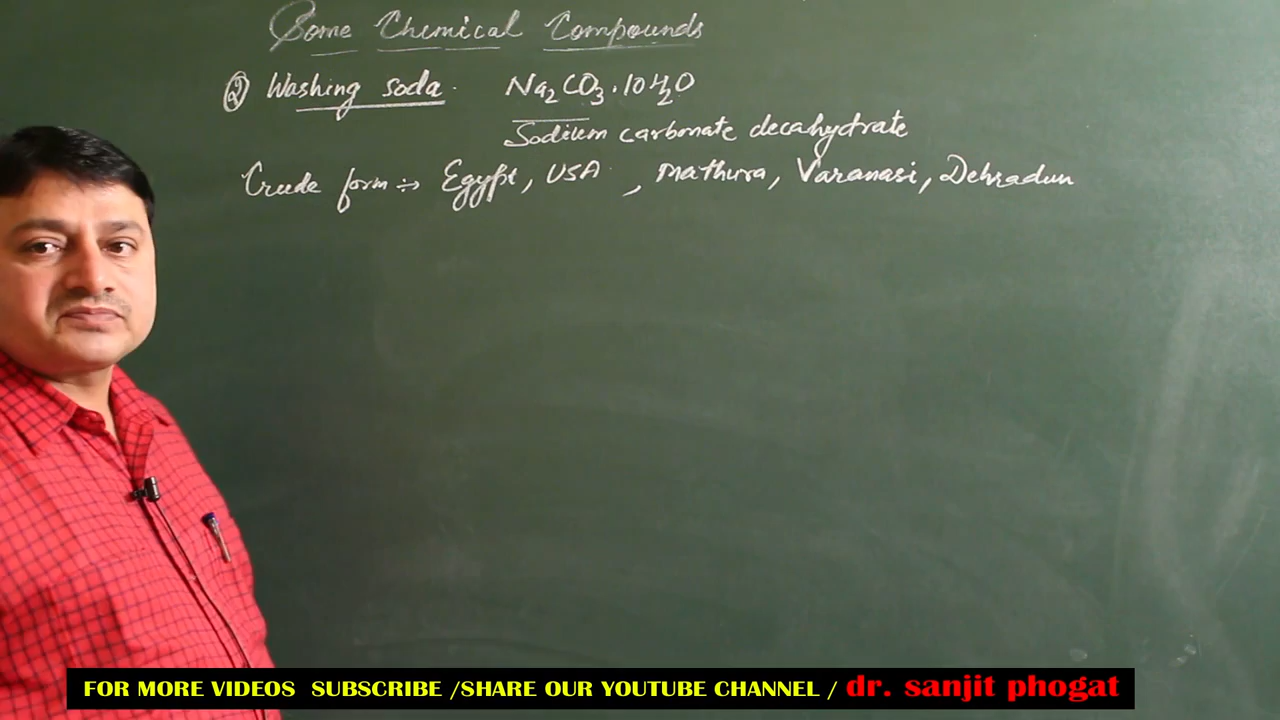 Some Chemical Compounds
② Washing soda. Na₂CO₃.10H₂O
Sodium carbonate decahydrate
Crude form :- Egypt, USA, Mathura, Varanasi, Dehradun
FOR MORE VIDEOS SUBSCRIBE /SHARE OUR YOUTUBE CHANNEL / dr. sanjit phogat